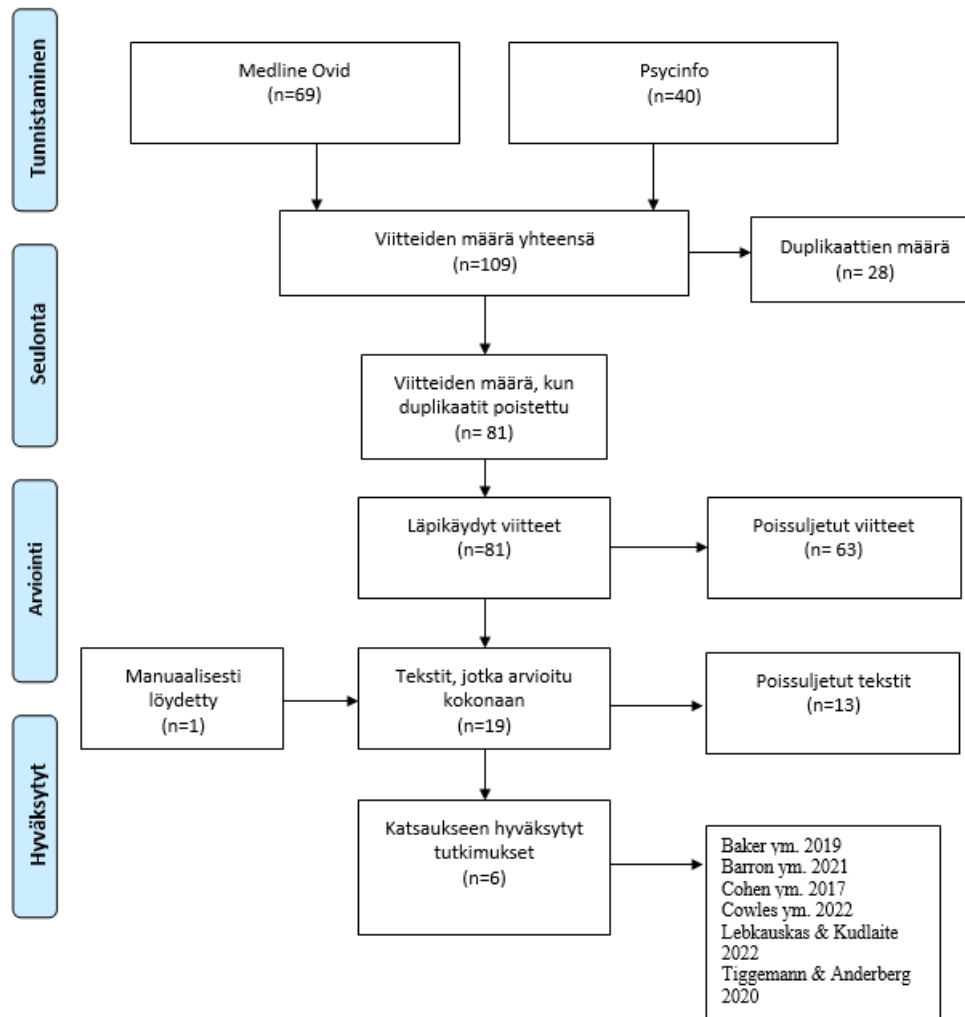 Tunnistaminen
Medline Ovid
(n=69)
Psycinfo
(n=40)
Viitteiden määrä yhteensä
(n=109)
Duplikaattien määrä
(n= 28)
Seulonta
Viitteiden määrä, kun
duplikaatit poistettu
(n= 81)
Arviointi
Läpikäydyt viitteet
(n=81)
Poissuljetut viitteet
(n= 63)
Manuaalisesti
löydetty
(n=1)
Tekstit, jotka arvioitu
kokonaan
(n=19)
Poissuljetut tekstit
(n=13)
Hyväksytyt
Katsaukseen hyväksytyt
tutkimukset
(n=6)
Baker ym. 2019
Barron ym. 2021
Cohen ym. 2017
Cowles ym. 2022
Lebkauskas & Kudlaite
2022
Tiggemann & Anderberg
2020